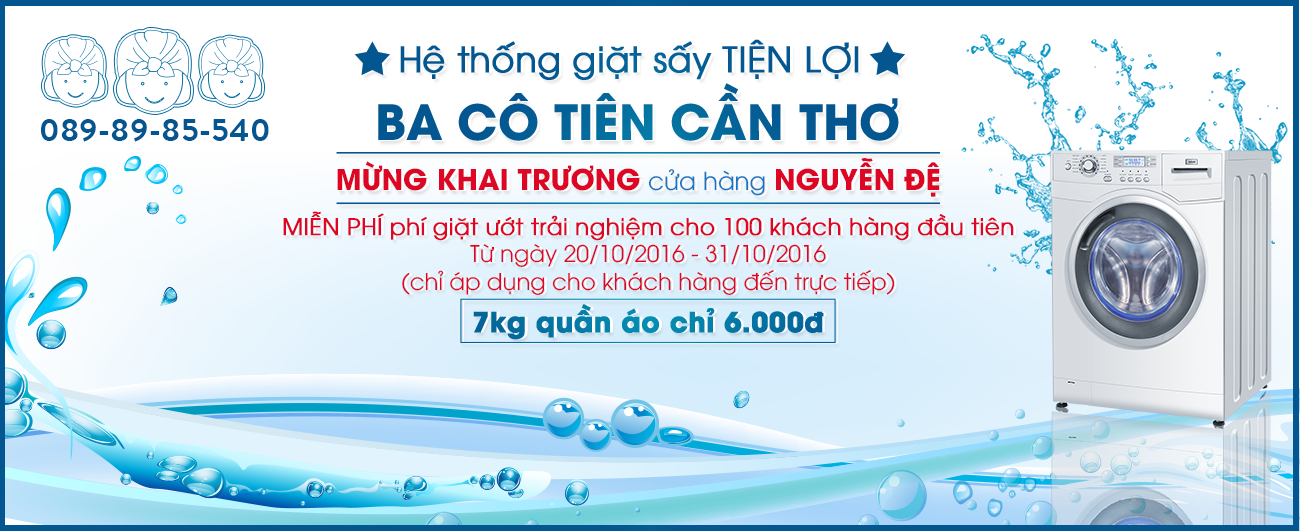 089-89-85-540
Hệ thống giặt sấy TIỆN LỢI
BA CÔ TIÊN CẦN THƠ
MỪNG KHAI TRƯƠNG cửa hàng NGUYỄN ĐỆ
MIỄN PHÍ phí giặt ướt trải nghiệm cho 100 khách hàng đầu tiên
Từ ngày 20/10/2016 - 31/10/2016
(chỉ áp dụng cho khách hàng đến trực tiếp)
7kg quần áo chỉ 6.000đ